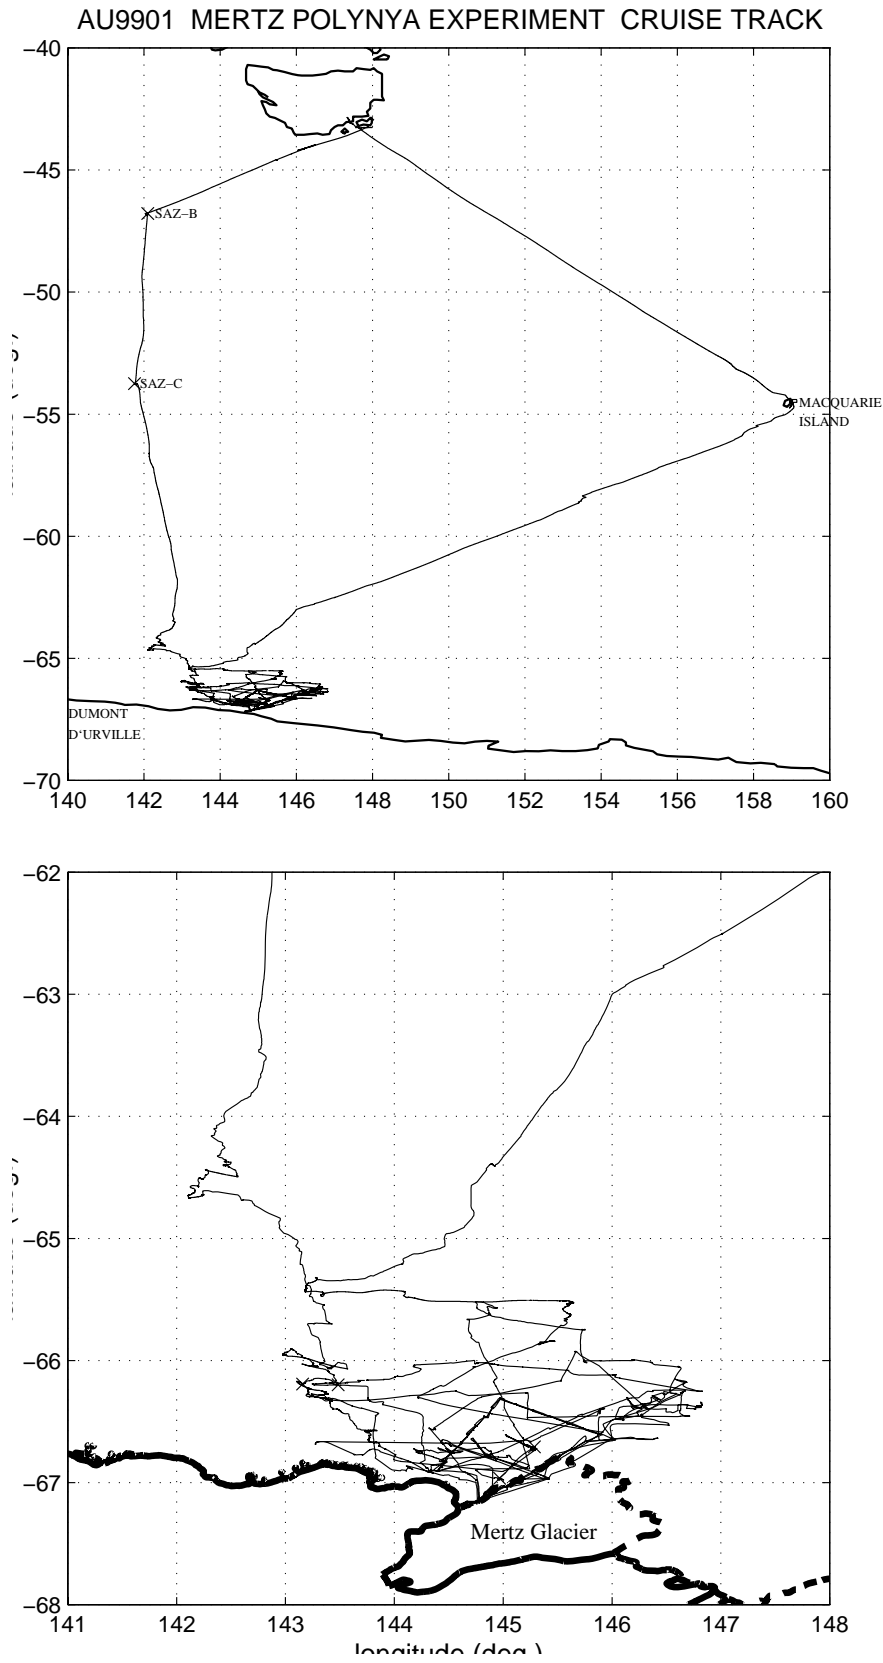 AU9901 MERTZ POLYNYA EXPERIMENT CRUISE TRACK
−40
−45
SAZ−B
−50
SAZ−C
MACQUARIE
ISLAND
−55
−60
−65
DUMONT
D‘URVILLE
−70
140 142 144 146 148 150 152 154 156 158 160
−62
−63
−64
−65
−66
−67
Mertz Glacier
−68
141 142 143 144 145 146 147 148
longitude (deg.)